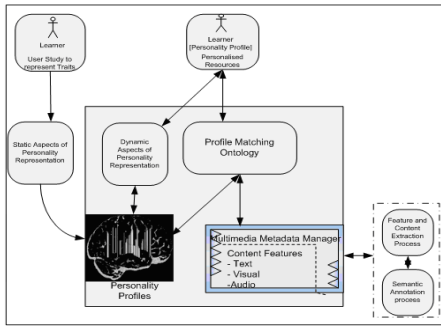 Learner
User Study to
represent Traits
Learner
[Personality Profile]
Personalised
Resources
Static Aspects of
Personality
Representation
Dynamic
Aspects of
Personality
Representation
Profile Matching
Ontology
Personality
Profiles
Multimedia Metadata Manager
Content Features
- Text
- Visual
-Audio
Feature and
Content
Extraction
Process
Semantic
Annotation
process